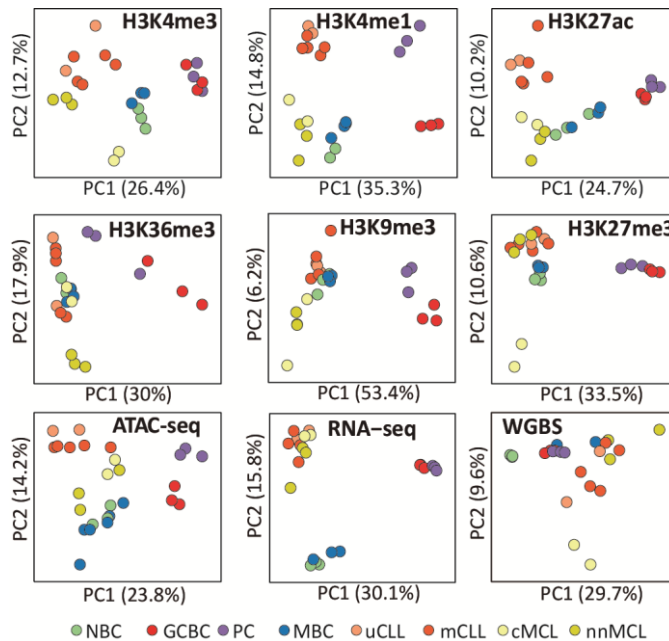 H3K4me3
PC2 (12.7%)
PC1 (26.4%)
H3K4me1
PC2 (14.8%)
PC1 (35.3%)
H3K27ac
PC2 (10.2%)
PC1 (24.7%)
H3K36me3
PC2 (17.9%)
PC1 (30%)
H3K9me3
PC2 (6.2%)
PC1 (53.4%)
H3K27me3
PC2 (10.6%)
PC1 (33.5%)
ATAC-seq
PC2 (14.2%)
PC1 (23.8%)
RNA–seq
PC2 (15.8%)
PC1 (30.1%)
WGBS
PC2 (9.6%)
PC1 (29.7%)
NBC GCBC PC MBC uCLL mCLL cMCL nnMCL